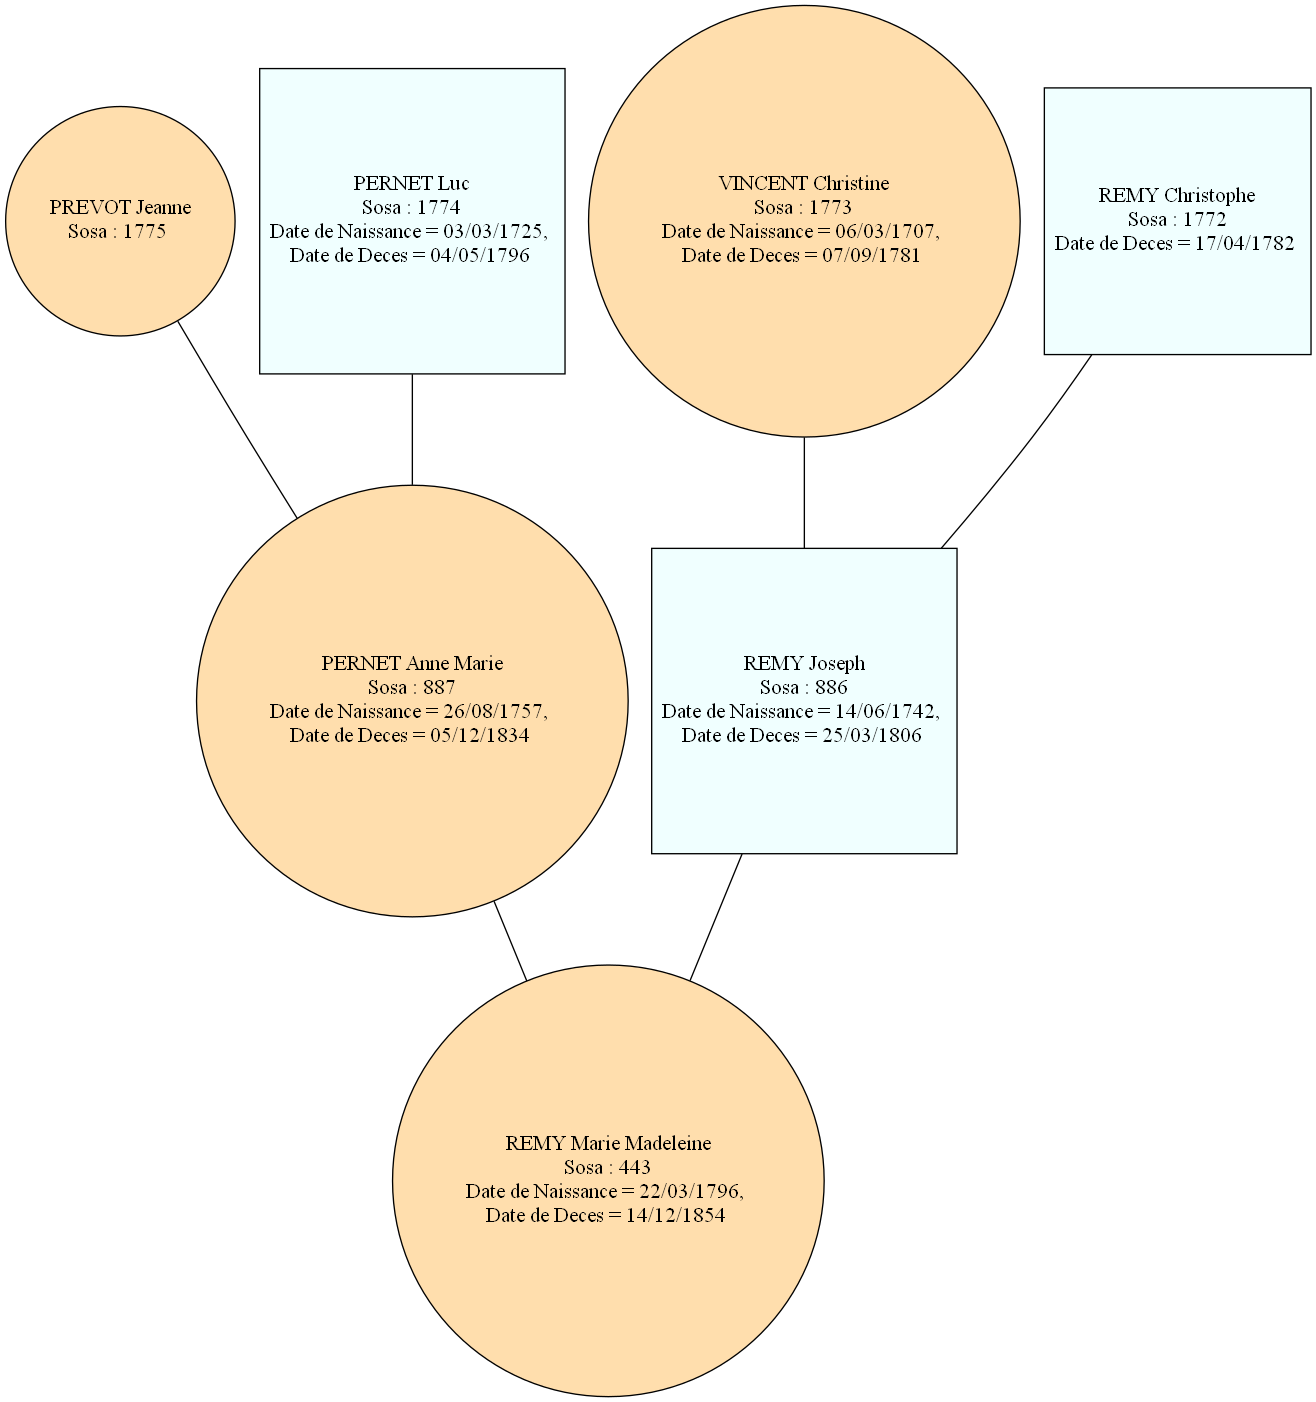 PREVOT Jeanne
Sosa : 1775
PERNET Luc
Sosa : 1774
Date de Naissance = 03/03/1725,
Date de Deces = 04/05/1796
VINCENT Christine
Sosa : 1773
Date de Naissance = 06/03/1707,
Date de Deces = 07/09/1781
REMY Christophe
Sosa : 1772
Date de Deces = 17/04/1782
PERNET Anne Marie
Sosa : 887
Date de Naissance = 26/08/1757,
Date de Deces = 05/12/1834
REMY Joseph
Sosa : 886
Date de Naissance = 14/06/1742,
Date de Deces = 25/03/1806
REMY Marie Madeleine
Sosa : 443
Date de Naissance = 22/03/1796,
Date de Deces = 14/12/1854